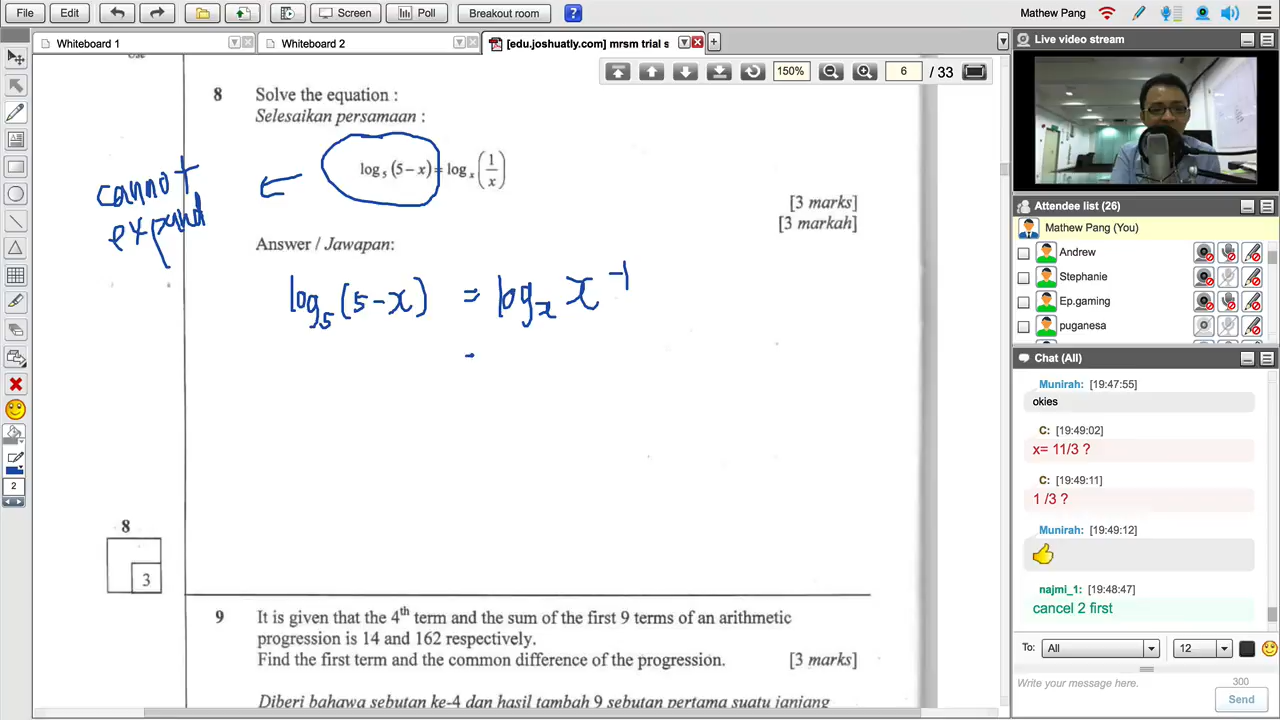 File Edit Screen Poll Breakout room ? Mathew Pang
Whiteboard 1 Whiteboard 2 [edu.joshuatly.com] mrsm trial s
150% 6 / 33
8 Solve the equation :
Selesaikan persamaan :
log₅ (5 − x) = logₓ (1/x)
cannot
expand
[3 marks]
[3 markah]
Answer / Jawapan:
log₅ (5 − x) = logₓ x⁻¹
=
8
3
9 It is given that the 4th term and the sum of the first 9 terms of an arithmetic
progression is 14 and 162 respectively.
Find the first term and the common difference of the progression. [3 marks]
Diberi bahawa sebutan ke-4 dan hasil tambah 9 sebutan pertama suatu janjang
2
Live video stream
Attendee list (26)
Mathew Pang (You)
Andrew
Stephanie
Ep.gaming
puganesa
Chat (All)
Munirah: [19:47:55]
okies
C: [19:49:02]
x= 11/3 ?
C: [19:49:11]
1 /3 ?
Munirah: [19:49:12]
najmi_1: [19:48:47]
cancel 2 first
To: All 12
Write your message here... 300
Send